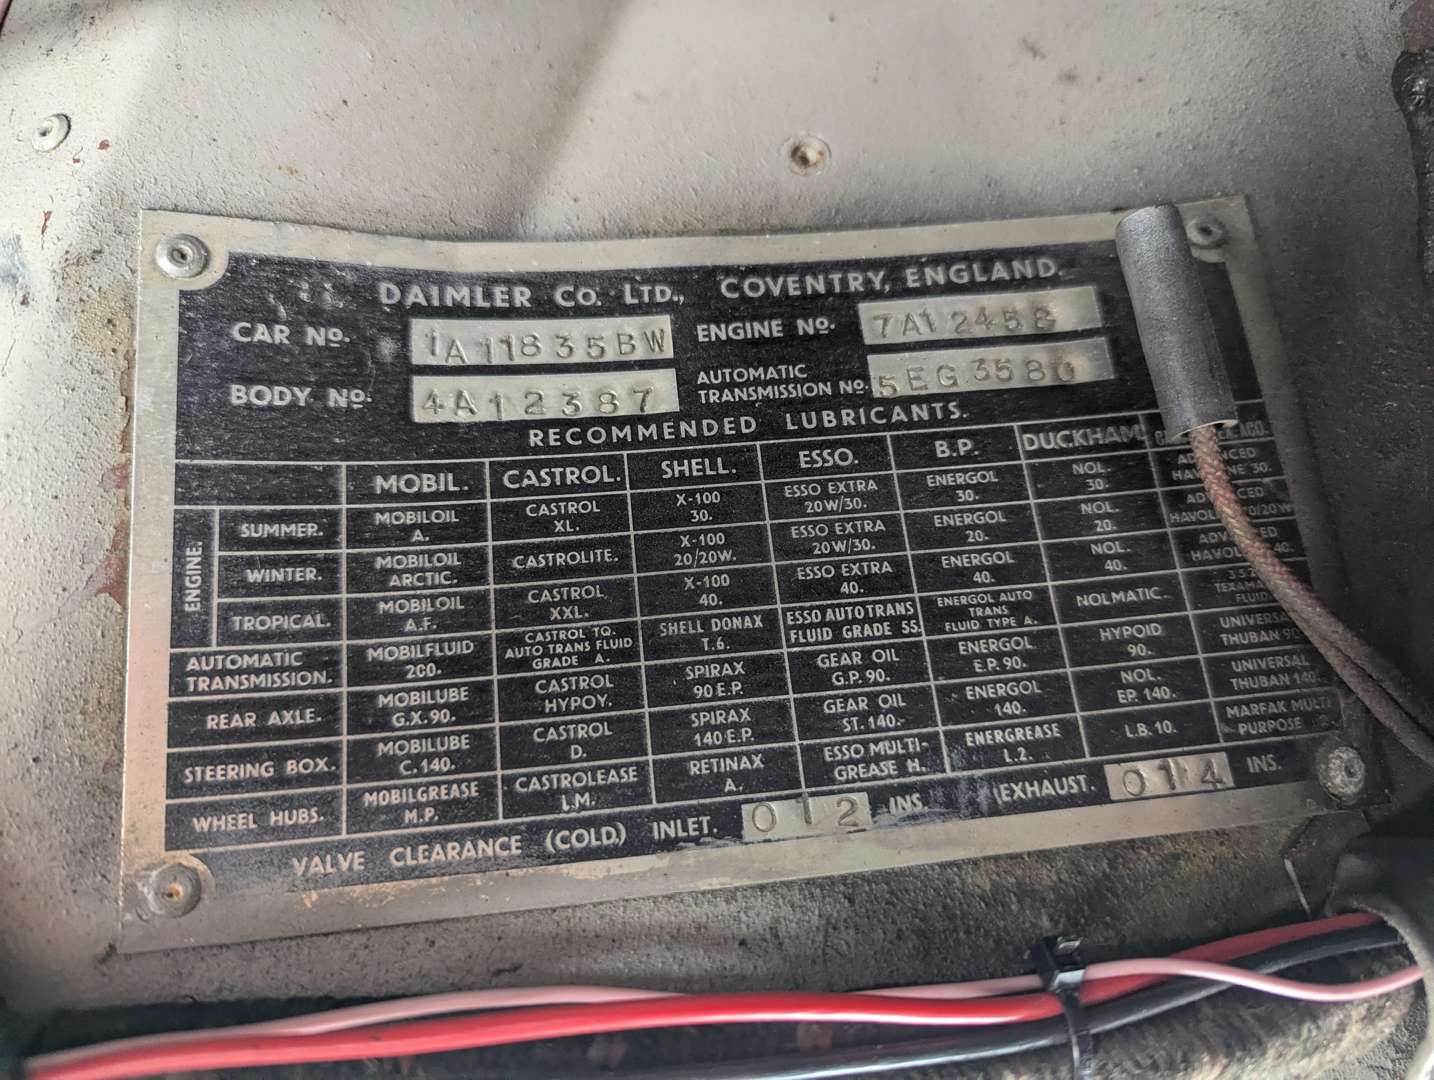 DAIMLER Co. LTD., COVENTRY, ENGLAND.
CAR No. 1A11835BW ENGINE No. 7A12458
BODY No. 4A12387 AUTOMATIC TRANSMISSION No. 5EG3580
RECOMMENDED LUBRICANTS.
MOBIL. CASTROL. SHELL. ESSO. B.P. DUCKHAM
ENGINE.
SUMMER. MOBILOIL A. CASTROL XL. X-100 30. ESSO EXTRA 20W/30. ENERGOL 30. NOL. 30.
WINTER. MOBILOIL ARCTIC. CASTROLITE. X-100 20/20W. ESSO EXTRA 20W/30. ENERGOL 20. NOL. 20.
TROPICAL. MOBILOIL A.F. CASTROL XXL. X-100 40. ESSO EXTRA 40. ENERGOL 40. NOL. 40.
AUTOMATIC TRANSMISSION. MOBILFLUID 200. CASTROL TQ. AUTO TRANS FLUID GRADE A. SHELL DONAX T.6. ESSO AUTOTRANS FLUID GRADE 55. ENERGOL AUTO TRANS FLUID TYPE A. NOLMATIC. FLUID.
REAR AXLE. MOBILUBE G.X.90. CASTROL HYPOY. SPIRAX 90 E.P. GEAR OIL G.P. 90. ENERGOL E.P. 90. HYPOID 90. THUBAN 90
STEERING BOX. MOBILUBE C.140. CASTROL D. SPIRAX 140 E.P. GEAR OIL ST. 140. ENERGOL 140. NOL. EP. 140. UNIVERSAL THUBAN 140.
WHEEL HUBS. MOBILGREASE M.P. CASTROLEASE L.M. RETINAX A. ESSO MULTI-GREASE H. ENERGREASE L.2. L.B. 10. MARFAK MULTI PURPOSE
VALVE CLEARANCE (COLD.) INLET. 012 INS. EXHAUST. 014 INS.